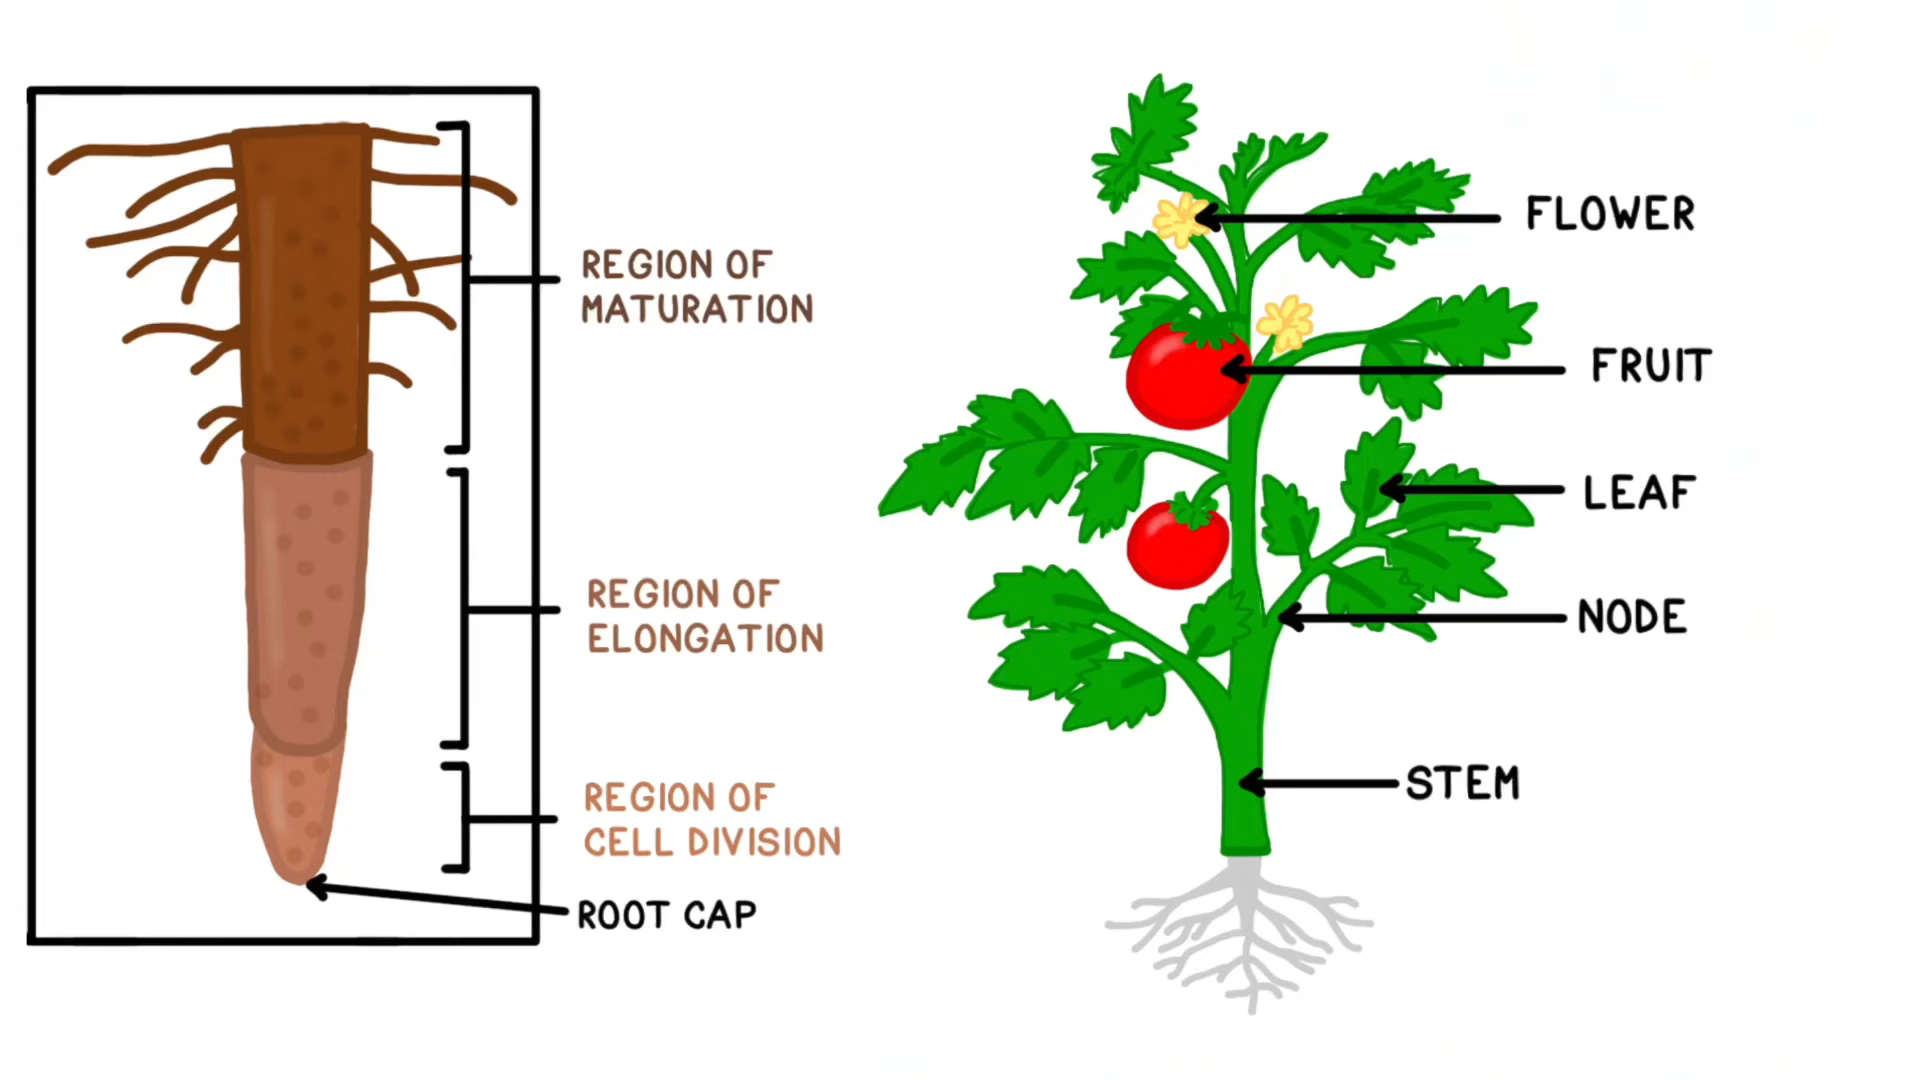 REGION OF
MATURATION
REGION OF
ELONGATION
REGION OF
CELL DIVISION
ROOT CAP
FLOWER
FRUIT
LEAF
NODE
STEM